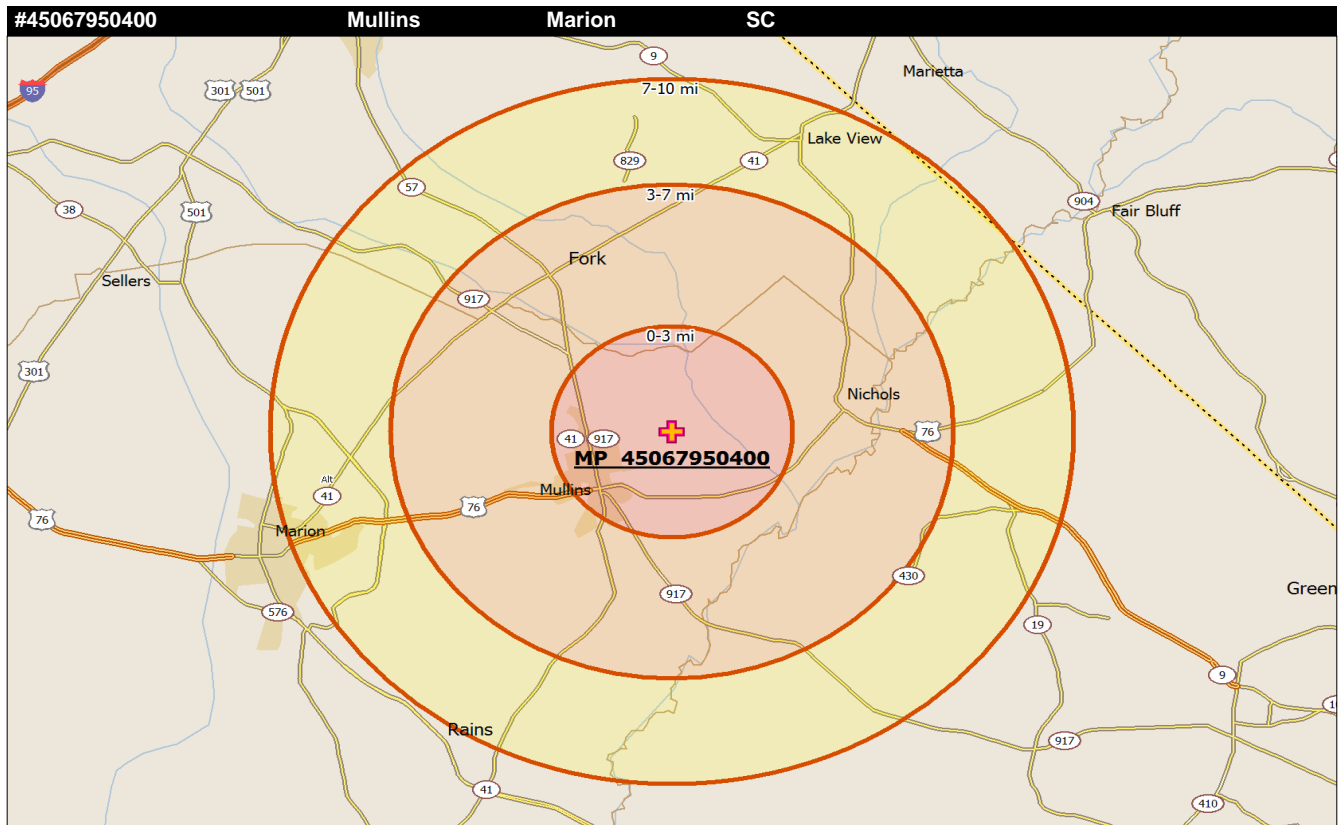 #45067950400 Mullins Marion SC
9
Marietta
95
301 501
7-10 mi
Lake View
829
41
57
3-7 mi
904
38
501
Fair Bluff
Fork
Sellers
917
0-3 mi
301
Nichols
76
41 917
MP 45067950400
Mullins
Alt
41
76
76
Marion
430
Green
917
576
19
9
Rains
917
41
410